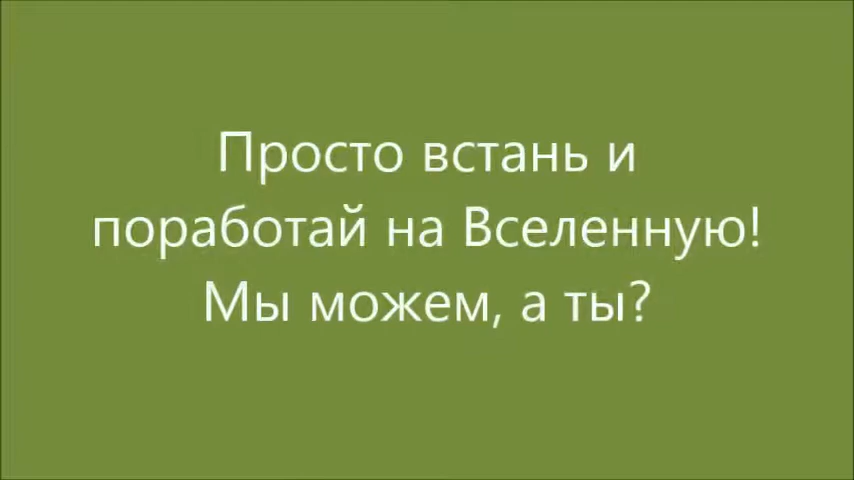 Просто встань и
поработай на Вселенную!
Мы можем, а ты?